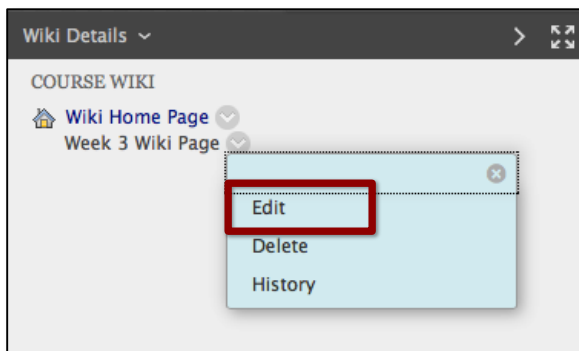 Wiki Details
COURSE WIKI
Wiki Home Page
Week 3 Wiki Page
Edit
Delete
History